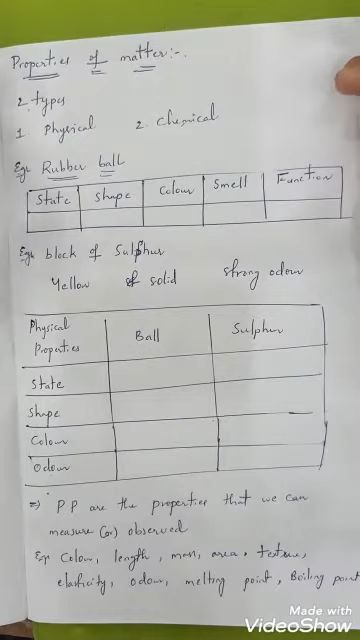 Properties of matter:-.
2. types
1. Physical 2. Chemical
Eg:- Rubber ball
State Shape Colour Smell Function
Eg:- block of Sulphur
Yellow solid strong odour
Physical Properties Ball Sulphur
State
Shape
Colour
Odour
⇒ PP are the properties that we can
measure (or) observed
Eg:- Colour, length, mass, area, texture,
elasticity, odour, melting point, Boiling point
Made with
VideoShow